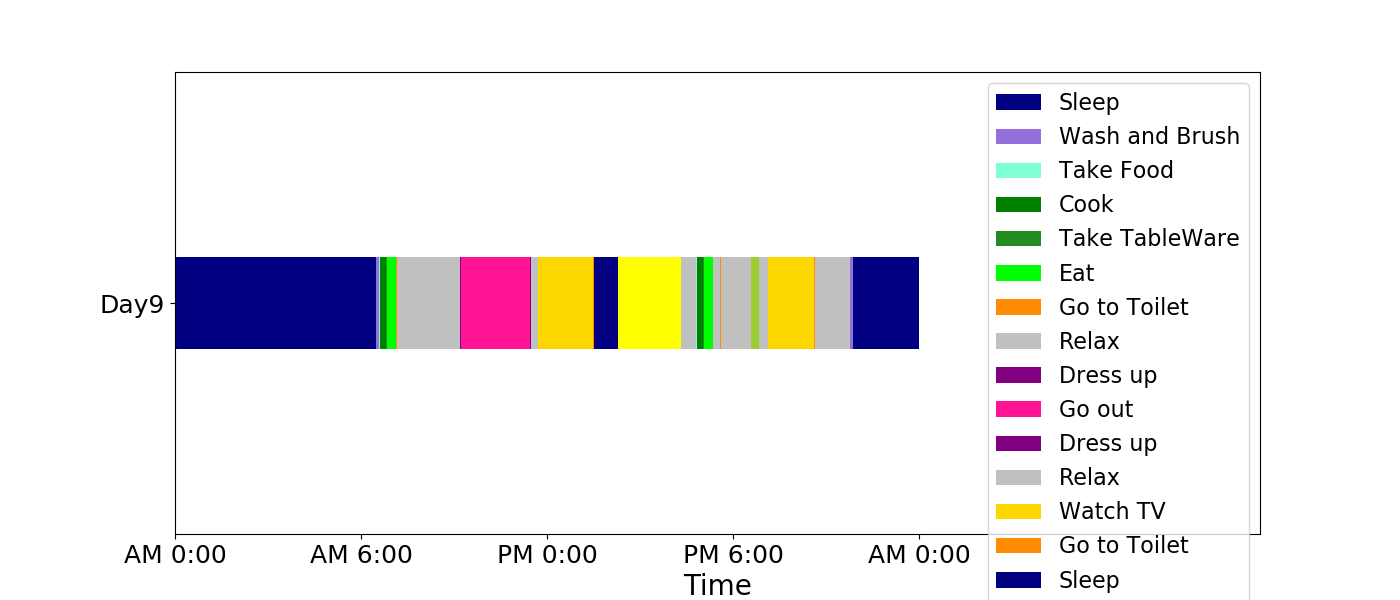 Day9
AM 0:00
AM 6:00
PM 0:00
PM 6:00
AM 0:00
Time
Sleep
Wash and Brush
Take Food
Cook
Take TableWare
Eat
Go to Toilet
Relax
Dress up
Go out
Dress up
Relax
Watch TV
Go to Toilet
Sleep